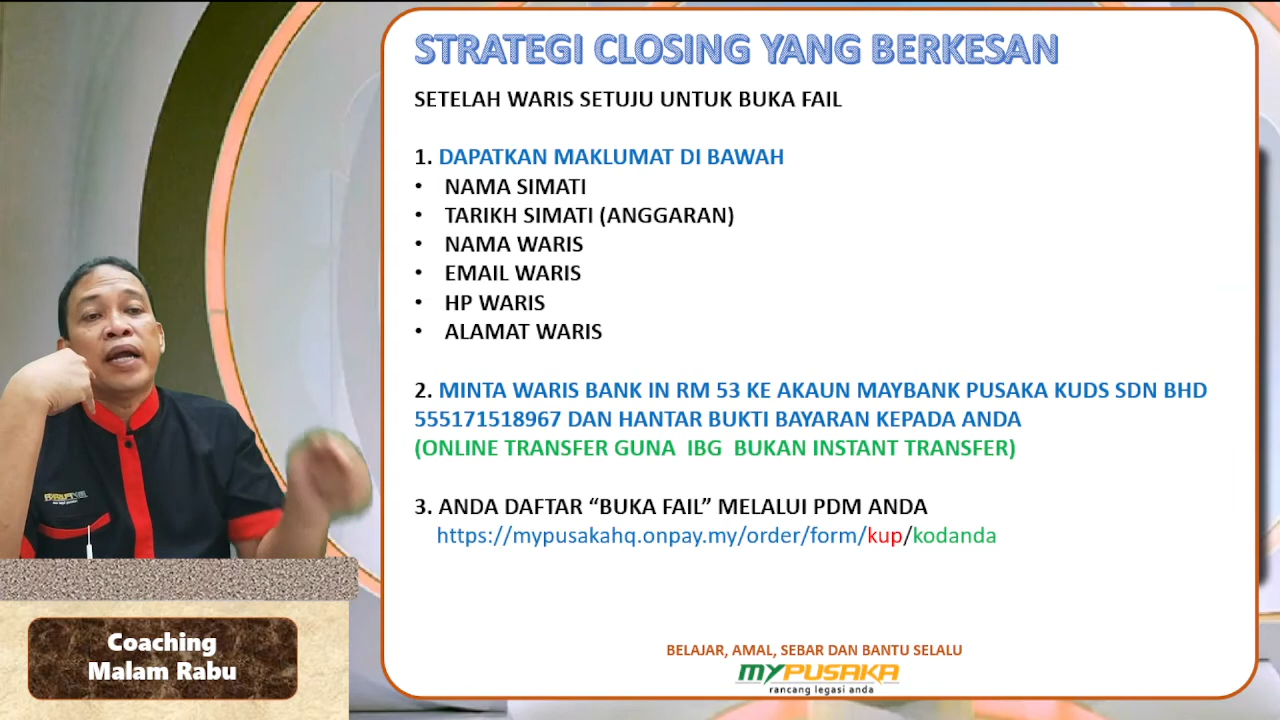 STRATEGI CLOSING YANG BERKESAN
SETELAH WARIS SETUJU UNTUK BUKA FAIL
1. DAPATKAN MAKLUMAT DI BAWAH
• NAMA SIMATI
• TARIKH SIMATI (ANGGARAN)
• NAMA WARIS
• EMAIL WARIS
• HP WARIS
• ALAMAT WARIS
2. MINTA WARIS BANK IN RM 53 KE AKAUN MAYBANK PUSAKA KUDS SDN BHD
555171518967 DAN HANTAR BUKTI BAYARAN KEPADA ANDA
(ONLINE TRANSFER GUNA IBG BUKAN INSTANT TRANSFER)
3. ANDA DAFTAR “BUKA FAIL” MELALUI PDM ANDA
https://mypusakahq.onpay.my/order/form/kup/kodanda
BELAJAR, AMAL, SEBAR DAN BANTU SELALU
MYPUSAKA
rancang legasi anda
Coaching
Malam Rabu